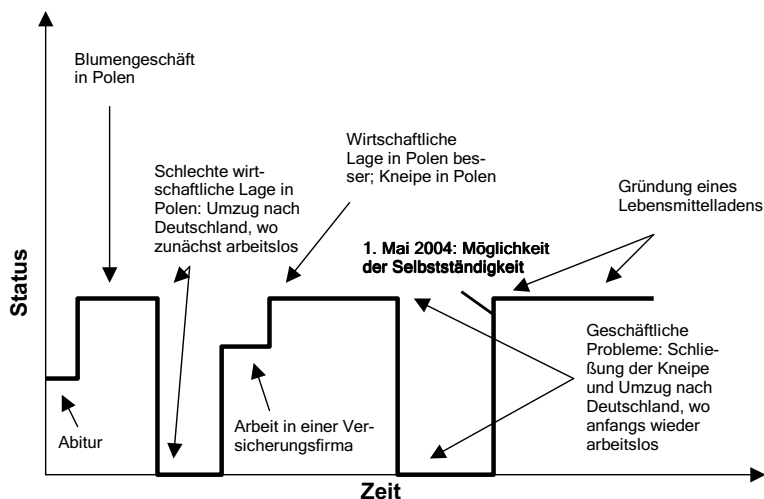 Blumengeschäft
in Polen
Wirtschaftliche
Lage in Polen bes-
ser; Kneipe in Polen
Schlechte wirt-
schaftliche Lage in
Polen: Umzug nach
Deutschland, wo
zunächst arbeitslos
Gründung eines
Lebensmittelladens
1. Mai 2004: Möglichkeit
der Selbstständigkeit
Status
Geschäftliche
Probleme: Schlie-
ßung der Kneipe
und Umzug nach
Deutschland, wo
anfangs wieder
arbeitslos
Abitur
Arbeit in einer Ver-
sicherungsfirma
Zeit